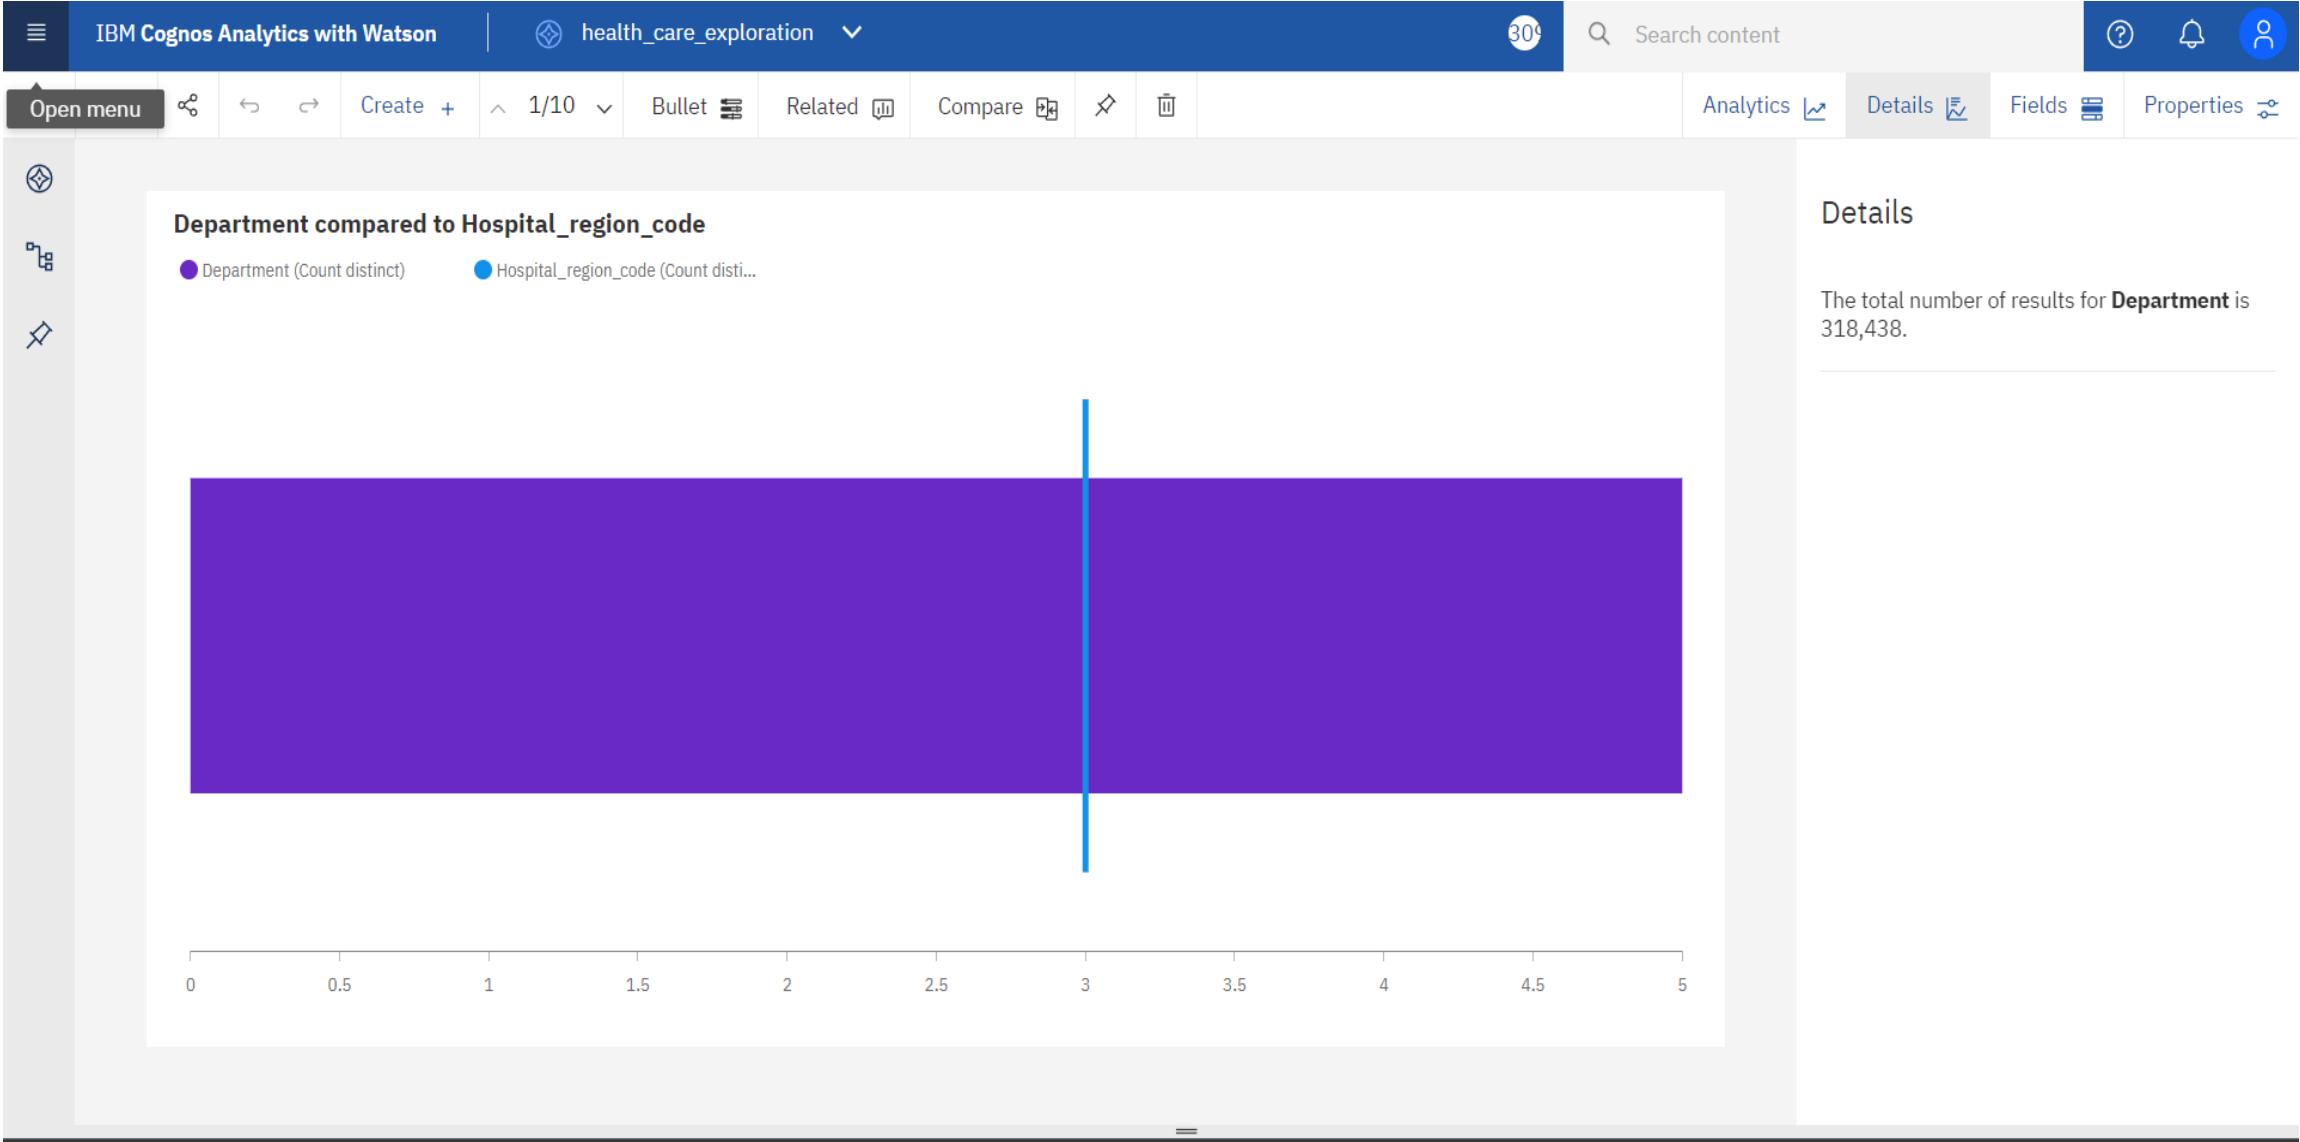 IBM Cognos Analytics with Watson
health_care_exploration
Search content
Open menu
Create +
1/10
Bullet
Related
Compare
Analytics
Details
Fields
Properties
Department compared to Hospital_region_code
Department (Count distinct)
Hospital_region_code (Count disti...
0 0.5 1 1.5 2 2.5 3 3.5 4 4.5 5
Details
The total number of results for Department is
318,438.